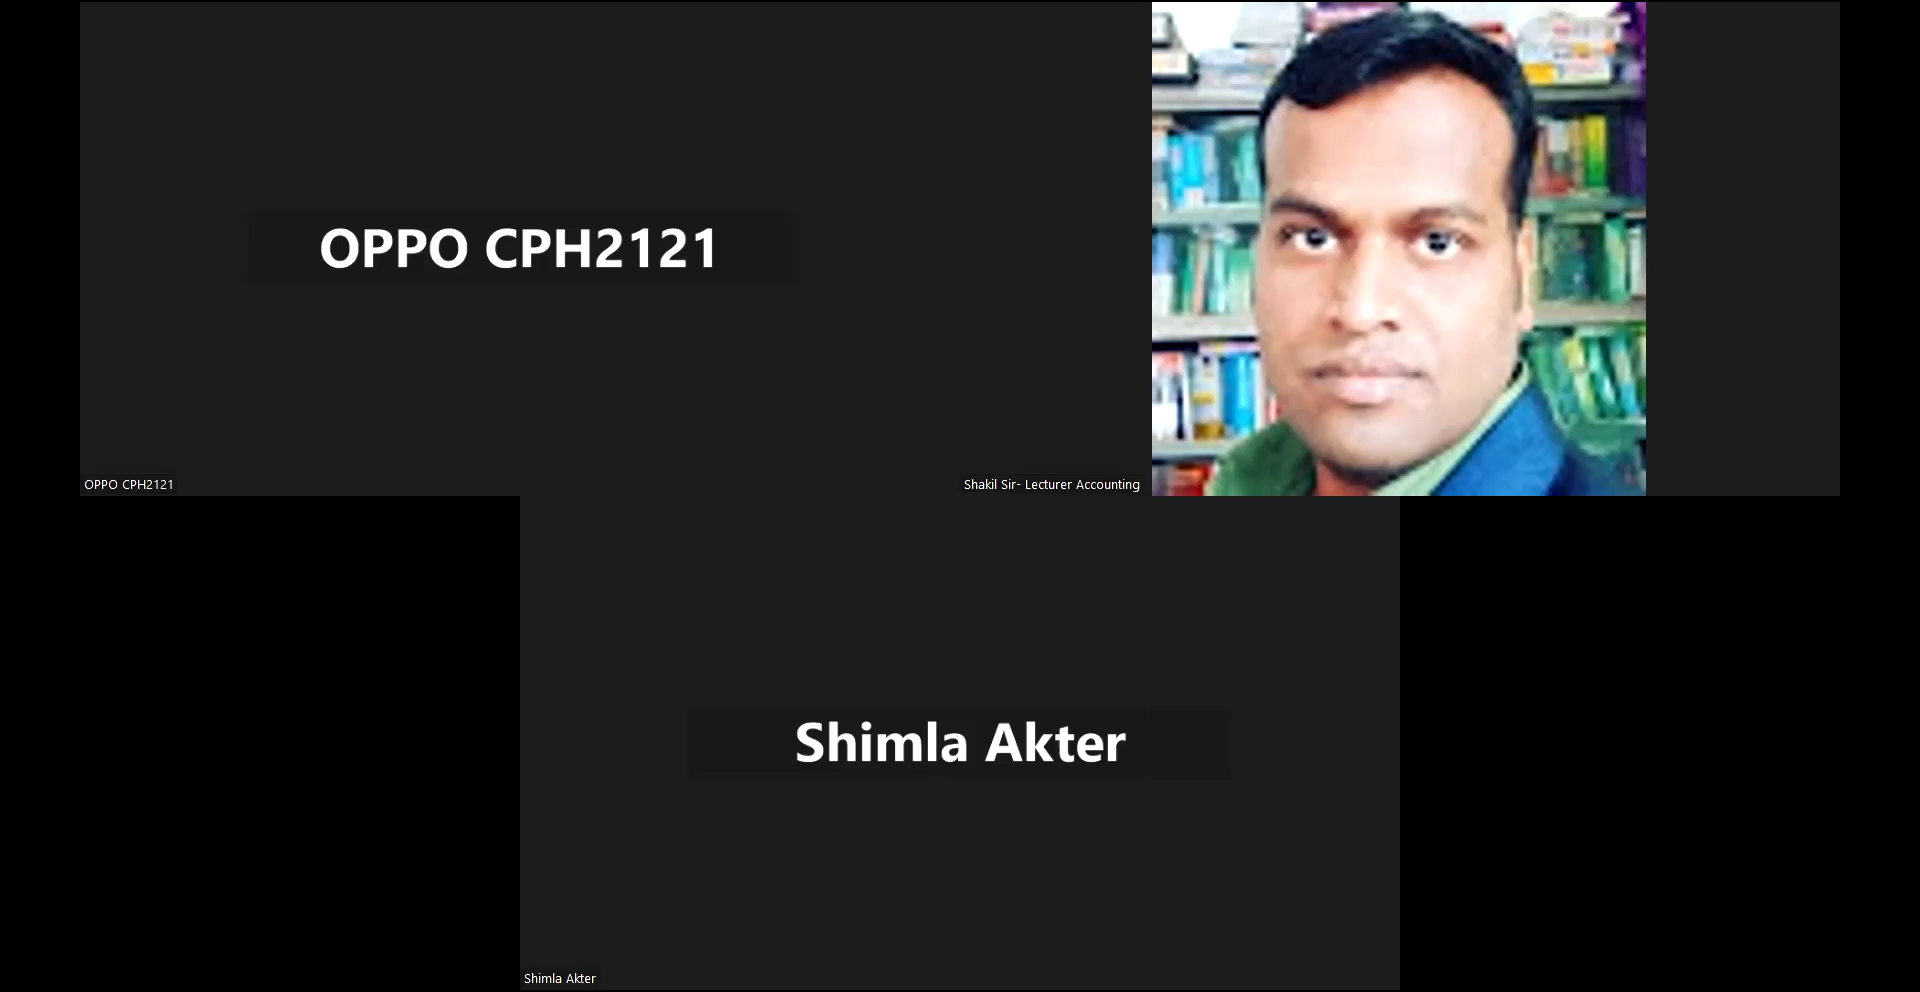 OPPO CPH2121
OPPO CPH2121
Shakil Sir- Lecturer Accounting
Shimla Akter
Shimla Akter